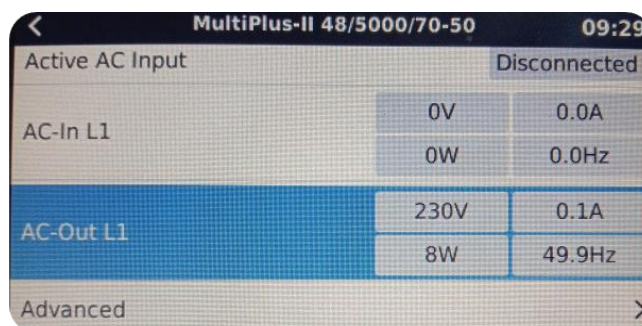 MultiPlus-II 48/5000/70-50 09:29
Active AC Input Disconnected
AC-In L1
0V 0.0A
0W 0.0Hz
AC-Out L1
230V 0.1A
8W 49.9Hz
Advanced